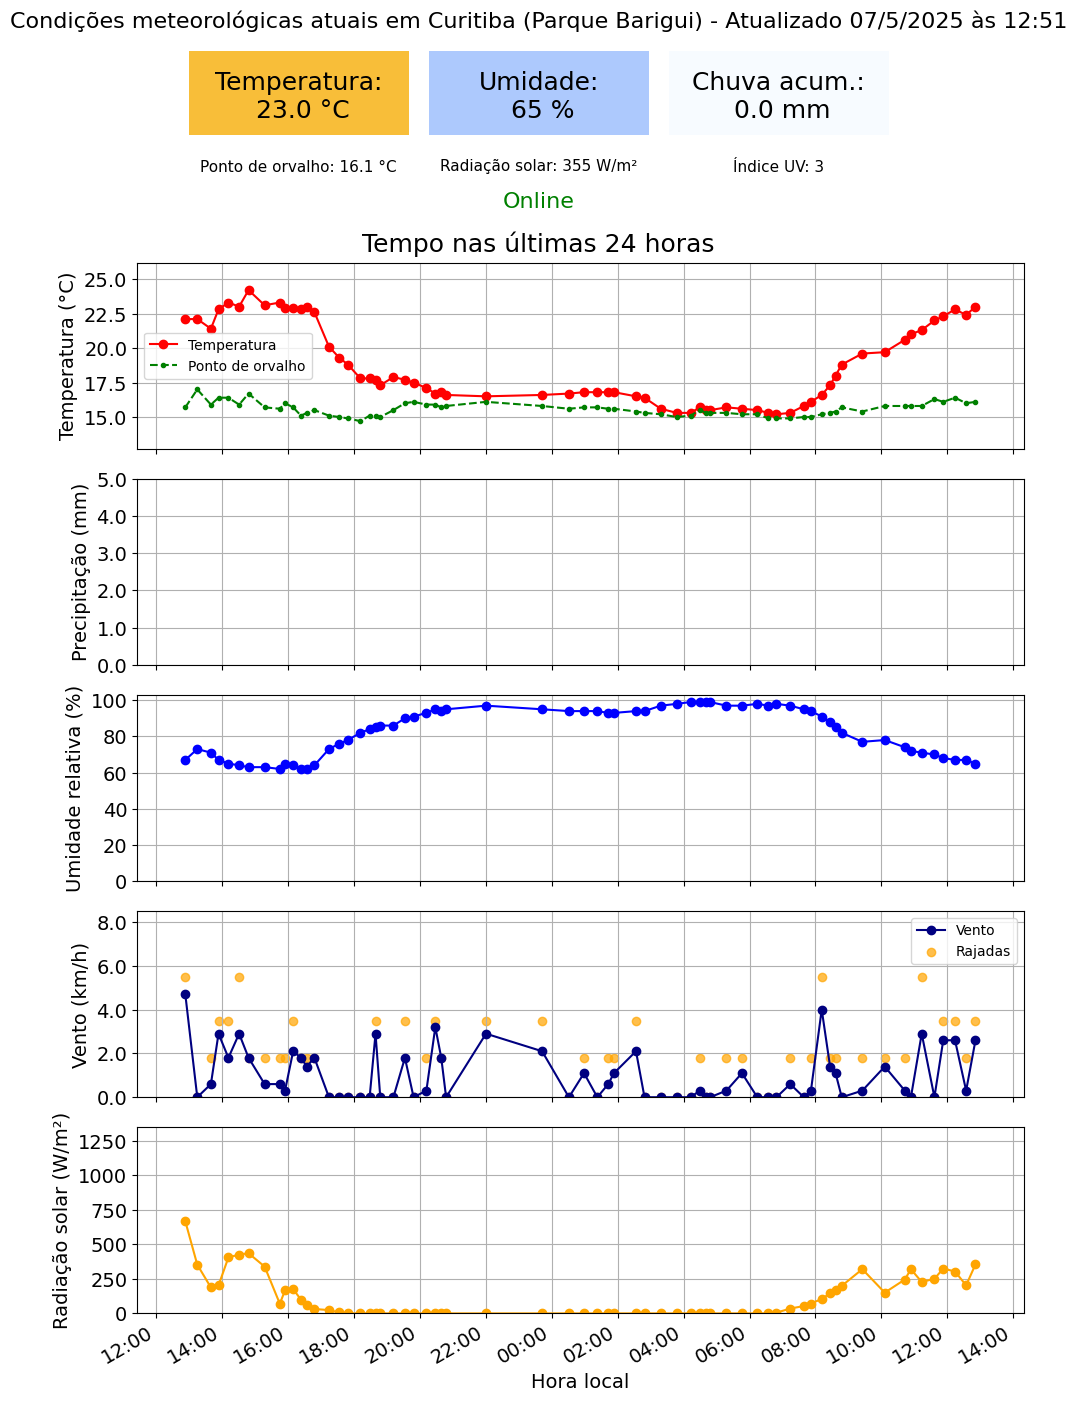 Condições meteorológicas atuais em Curitiba (Parque Barigui) - Atualizado 07/5/2025 às 12:51
Temperatura:
23.0 °C
Umidade:
65 %
Chuva acum.:
0.0 mm
Ponto de orvalho: 16.1 °C
Radiação solar: 355 W/m²
Índice UV: 3
Online
Tempo nas últimas 24 horas
Temperatura (°C)
25.0
22.5
20.0
17.5
15.0
Temperatura
Ponto de orvalho
Precipitação (mm)
5.0
4.0
3.0
2.0
1.0
0.0
Umidade relativa (%)
100
80
60
40
20
0
Vento (km/h)
8.0
6.0
4.0
2.0
0.0
Vento
Rajadas
Radiação solar (W/m²)
1250
1000
750
500
250
0
12:00
14:00
16:00
18:00
20:00
22:00
00:00
02:00
04:00
06:00
08:00
10:00
12:00
14:00
Hora local